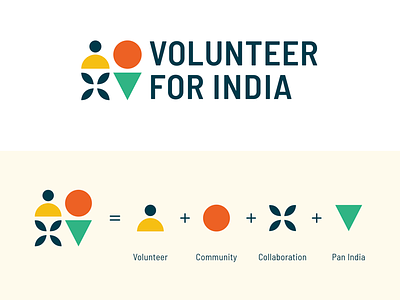 VOLUNTEER
FOR INDIA
= + + +
Volunteer Community Collaboration Pan India